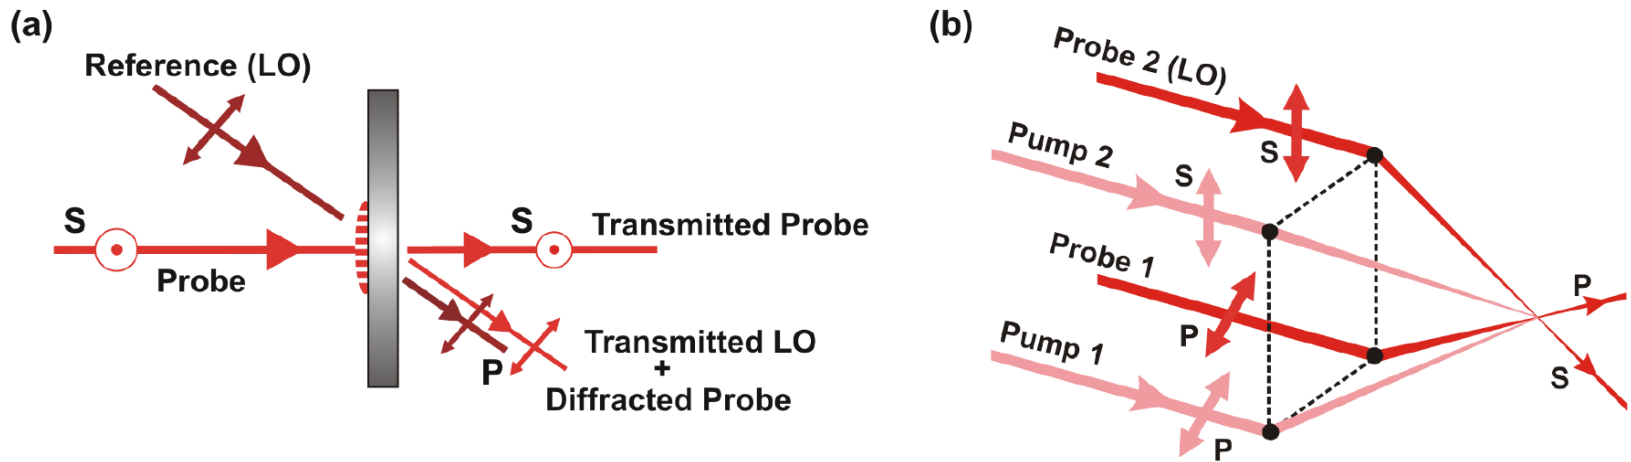 (a)
Reference (LO)
S
Probe
S
Transmitted Probe
P
Transmitted LO
+
Diffracted Probe
(b)
Probe 2 (LO)
S
Pump 2
S
Probe 1
P
Pump 1
P
P
S